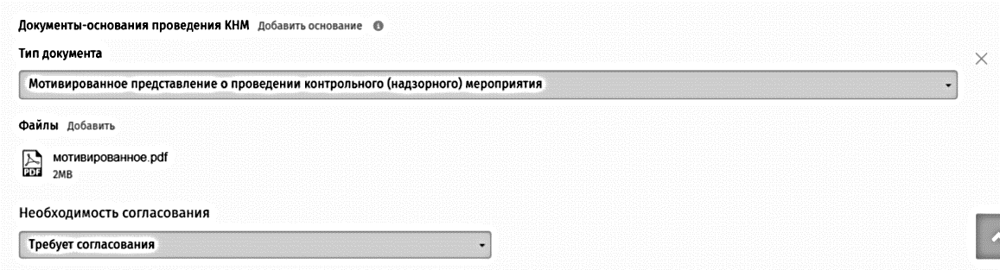 Документы-основания проведения КНМ Добавить основание
Тип документа
Мотивированное представление о проведении контрольного (надзорного) мероприятия
Файлы Добавить
мотивированное.pdf
PDF
2MB
Необходимость согласования
Требует согласования